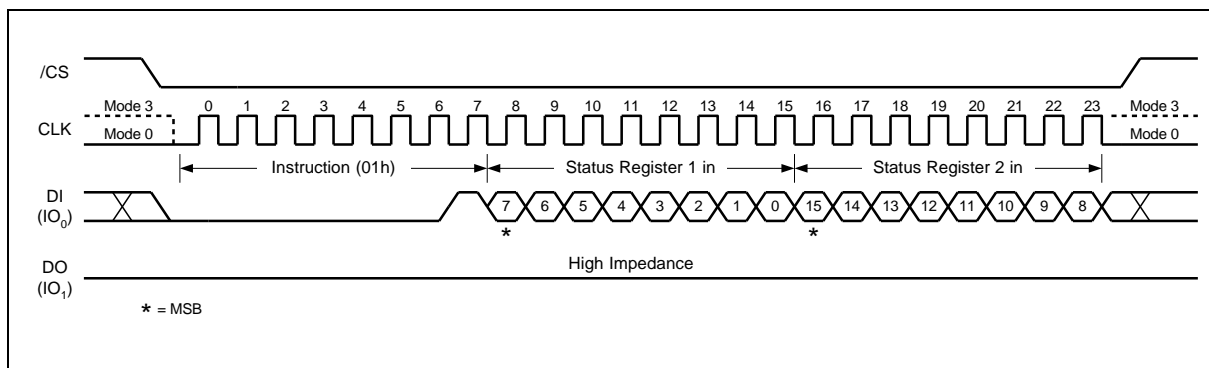 /CS
Mode 3 0 1 2 3 4 5 6 7 8 9 10 11 12 13 14 15 16 17 18 19 20 21 22 23 Mode 3
CLK Mode 0 Mode 0
Instruction (01h) Status Register 1 in Status Register 2 in
DI
(IO0) 7 6 5 4 3 2 1 0 15 14 13 12 11 10 9 8
* *
High Impedance
DO
(IO1)
* = MSB